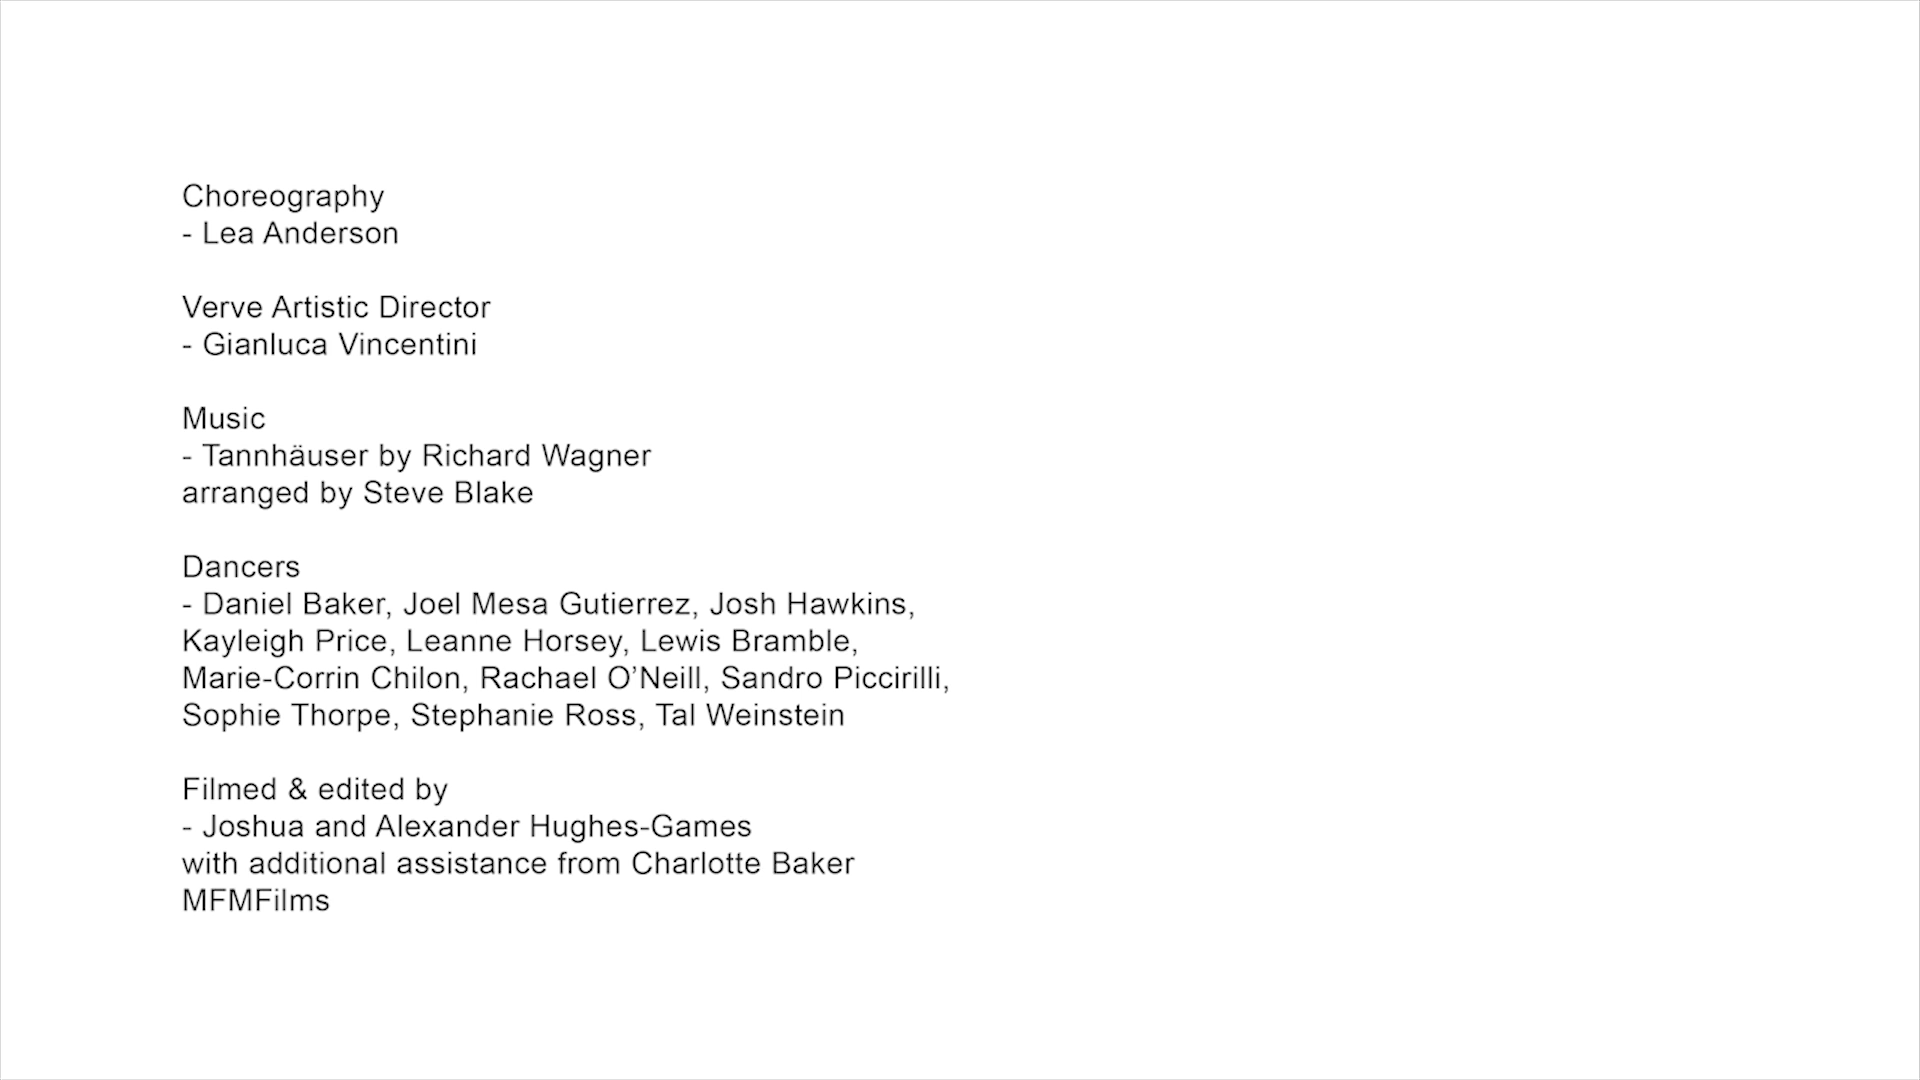 Choreography
- Lea Anderson
Verve Artistic Director
- Gianluca Vincentini
Music
- Tannhäuser by Richard Wagner
arranged by Steve Blake
Dancers
- Daniel Baker, Joel Mesa Gutierrez, Josh Hawkins,
Kayleigh Price, Leanne Horsey, Lewis Bramble,
Marie-Corrin Chilon, Rachael O’Neill, Sandro Piccirilli,
Sophie Thorpe, Stephanie Ross, Tal Weinstein
Filmed & edited by
- Joshua and Alexander Hughes-Games
with additional assistance from Charlotte Baker
MFMFilms